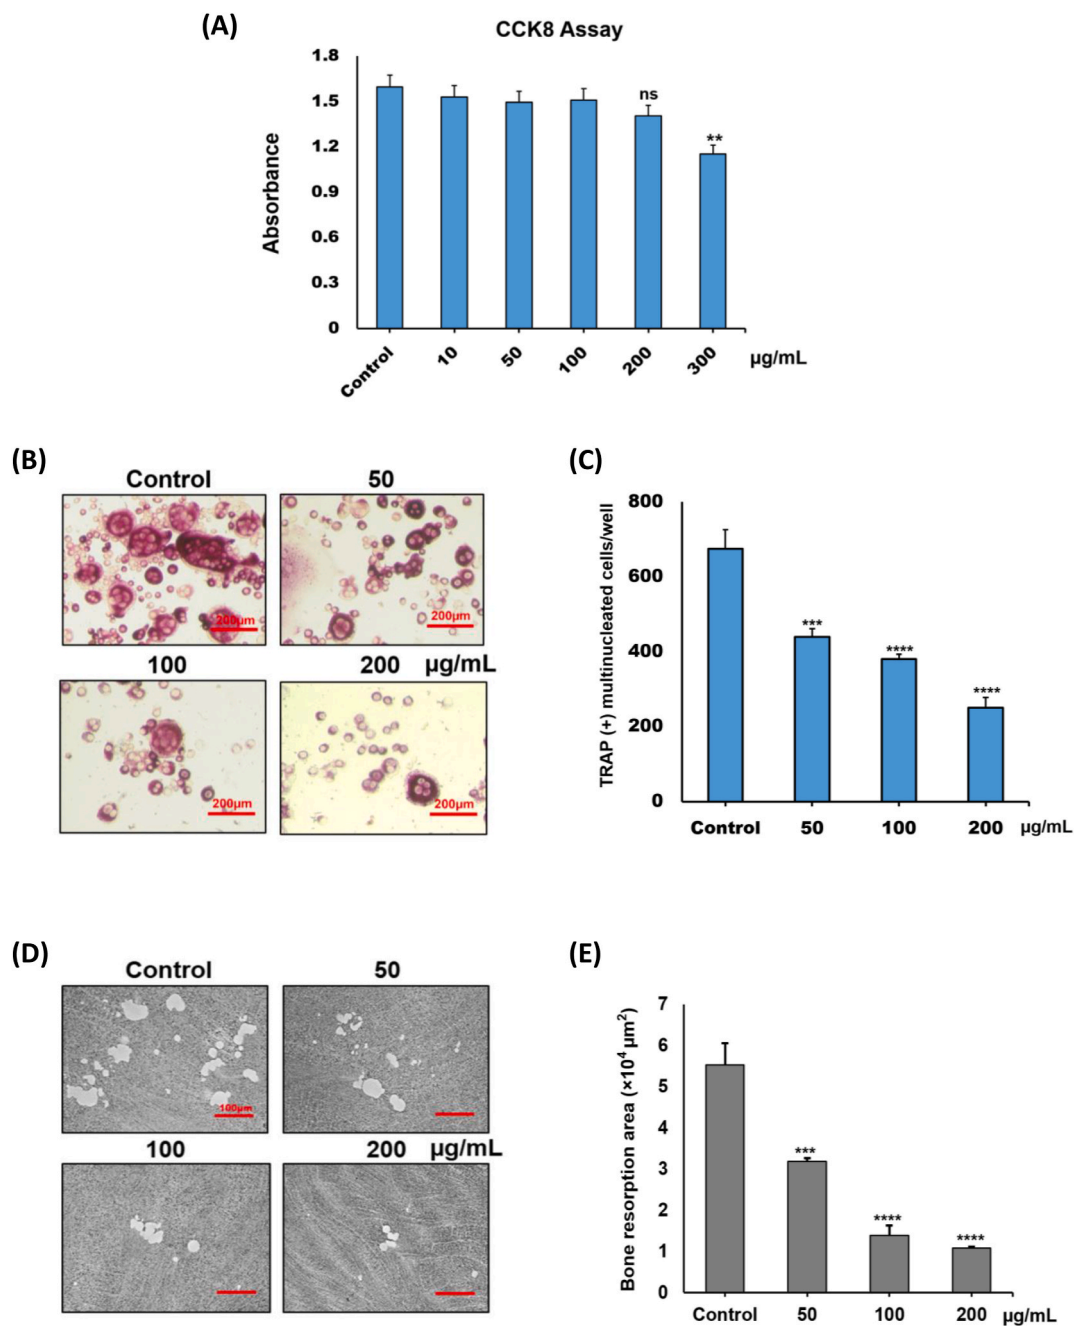 (A)
CCK8 Assay
Absorbance
1.8
1.5
1.2
0.9
0.6
0.3
0
ns
**
Control 10 50 100 200 300 µg/mL
(B)
Control 50
200µm 200µm
100 200 µg/mL
200µm 200µm
(C)
TRAP (+) multinucleated cells/well
800
600
400
200
0
***
****
****
Control 50 100 200 µg/mL
(D)
Control 50
100µm
100 200 µg/mL
(E)
Bone resorption area (×10⁴ µm²)
7
6
5
4
3
2
1
0
***
****
****
Control 50 100 200 µg/mL